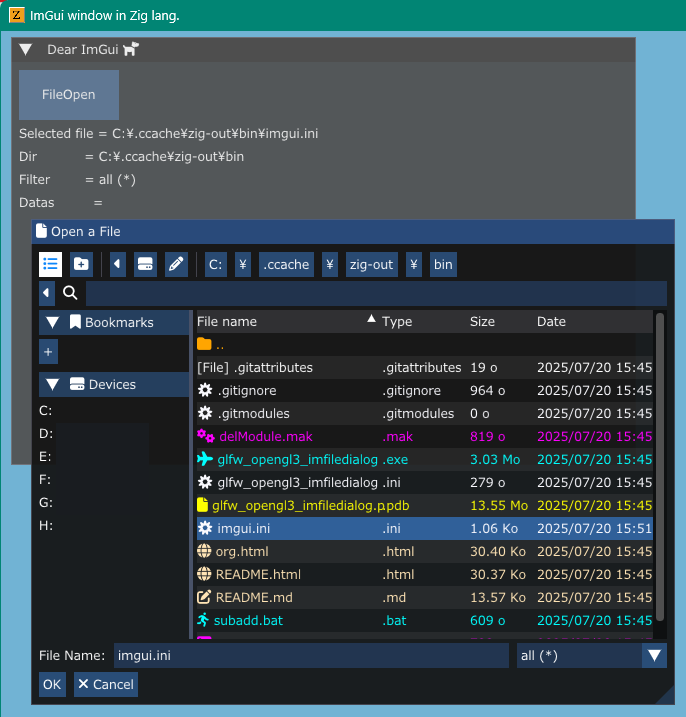 Z ImGui window in Zig lang.
Dear ImGui
FileOpen
Selected file = C:¥.ccache¥zig-out¥bin¥imgui.ini
Dir = C:¥.ccache¥zig-out¥bin
Filter = all (*)
Datas =
Open a File
C: ¥ .ccache ¥ zig-out ¥ bin
Bookmarks
+
Devices
C:
D:
E:
F:
G:
H:
File name Type Size Date
..
[File] .gitattributes .gitattributes 19 o 2025/07/20 15:45
.gitignore .gitignore 964 o 2025/07/20 15:45
.gitmodules .gitmodules 0 o 2025/07/20 15:45
delModule.mak .mak 819 o 2025/07/20 15:45
glfw_opengl3_imfiledialog .exe 3.03 Mo 2025/07/20 15:45
glfw_opengl3_imfiledialog .ini 279 o 2025/07/20 15:45
glfw_opengl3_imfiledialog.p .pdb 13.55 Mo 2025/07/20 15:45
imgui.ini .ini 1.06 Ko 2025/07/20 15:51
org.html .html 30.40 Ko 2025/07/20 15:45
README.html .html 30.37 Ko 2025/07/20 15:45
README.md .md 13.57 Ko 2025/07/20 15:45
subadd.bat .bat 609 o 2025/07/20 15:45
File Name: imgui.ini all (*)
OK Cancel